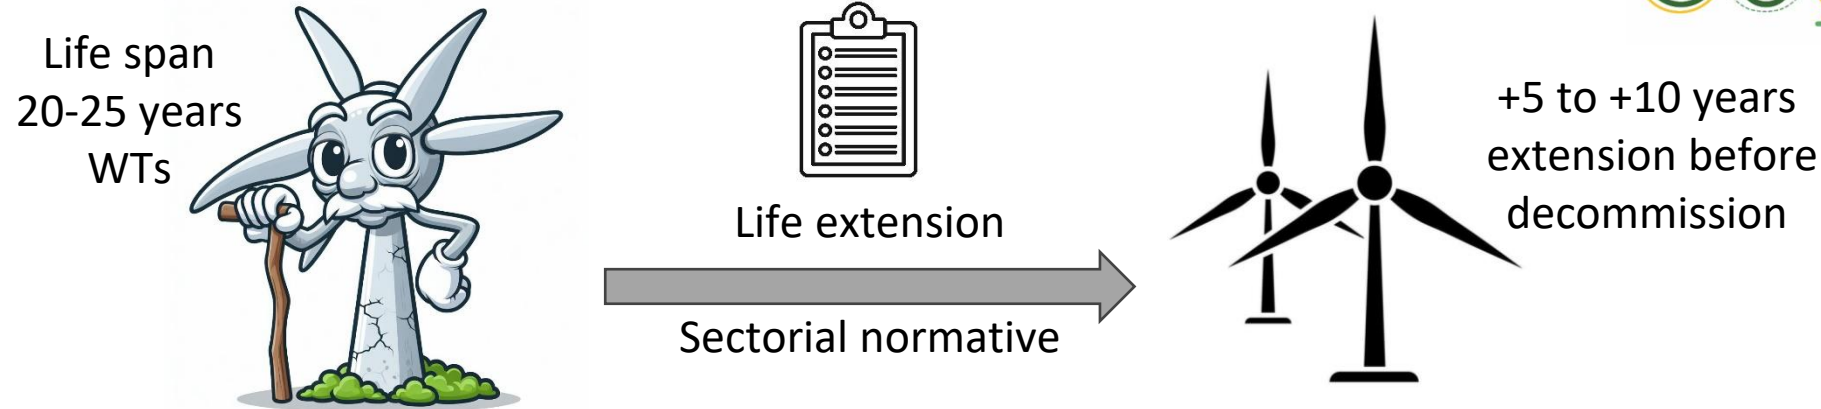 Life span
20-25 years
WTs
Life extension
Sectorial normative
+5 to +10 years
extension before
decommission